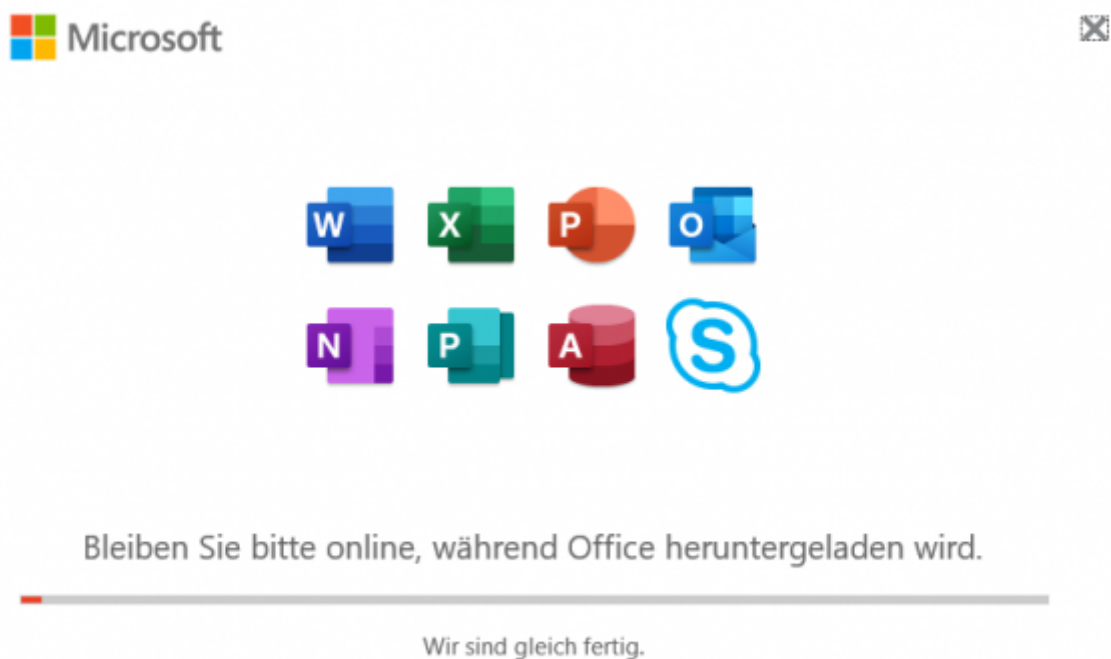 Microsoft
W X P O
N P A S
Bleiben Sie bitte online, während Office heruntergeladen wird.
Wir sind gleich fertig.